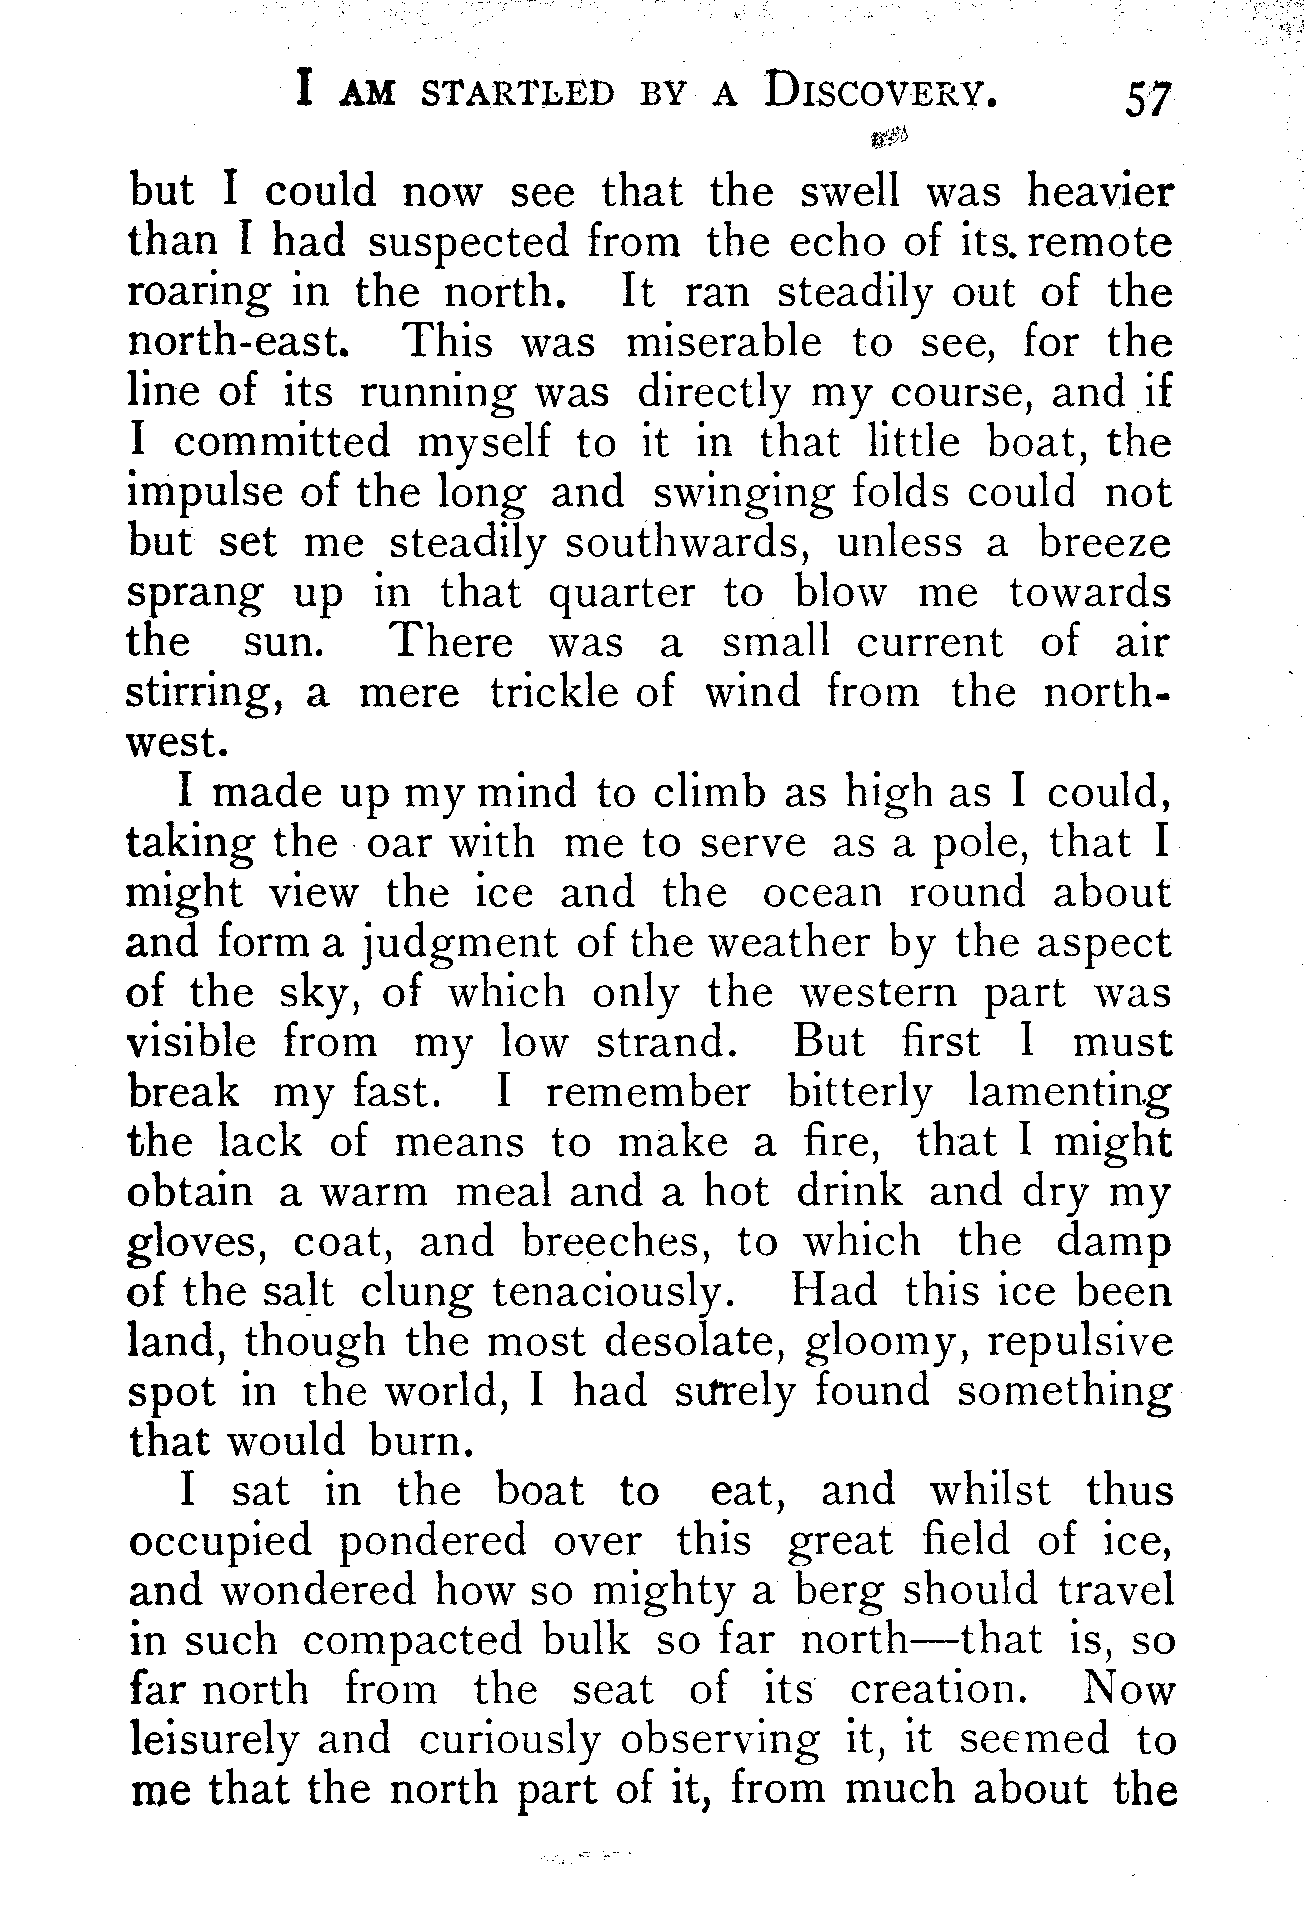 I AM STARTLED BY A DISCOVERY. 57
but I could now see that the swell was heavier
than I had suspected from the echo of its. remote
roaring in the north. It ran steadily out of the
north-east. This was miserable to see, for the
line of its running was directly my course, and if
I committed myself to it in that little boat, the
impulse of the long and swinging folds could not
but set me steadily southwards, unless a breeze
sprang up in that quarter to blow me towards
the sun. There was a small current of air
stirring, a mere trickle of wind from the north-
west.
I made up my mind to climb as high as I could,
taking the oar with me to serve as a pole, that I
might view the ice and the ocean round about
and form a judgment of the weather by the aspect
of the sky, of which only the western part was
visible from my low strand. But first I must
break my fast. I remember bitterly lamenting
the lack of means to make a fire, that I might
obtain a warm meal and a hot drink and dry my
gloves, coat, and breeches, to which the damp
of the salt clung tenaciously. Had this ice been
land, though the most desolate, gloomy, repulsive
spot in the world, I had surely found something
that would burn.
I sat in the boat to eat, and whilst thus
occupied pondered over this great field of ice,
and wondered how so mighty a berg should travel
in such compacted bulk so far north—that is, so
far north from the seat of its creation. Now
leisurely and curiously observing it, it seemed to
me that the north part of it, from much about the